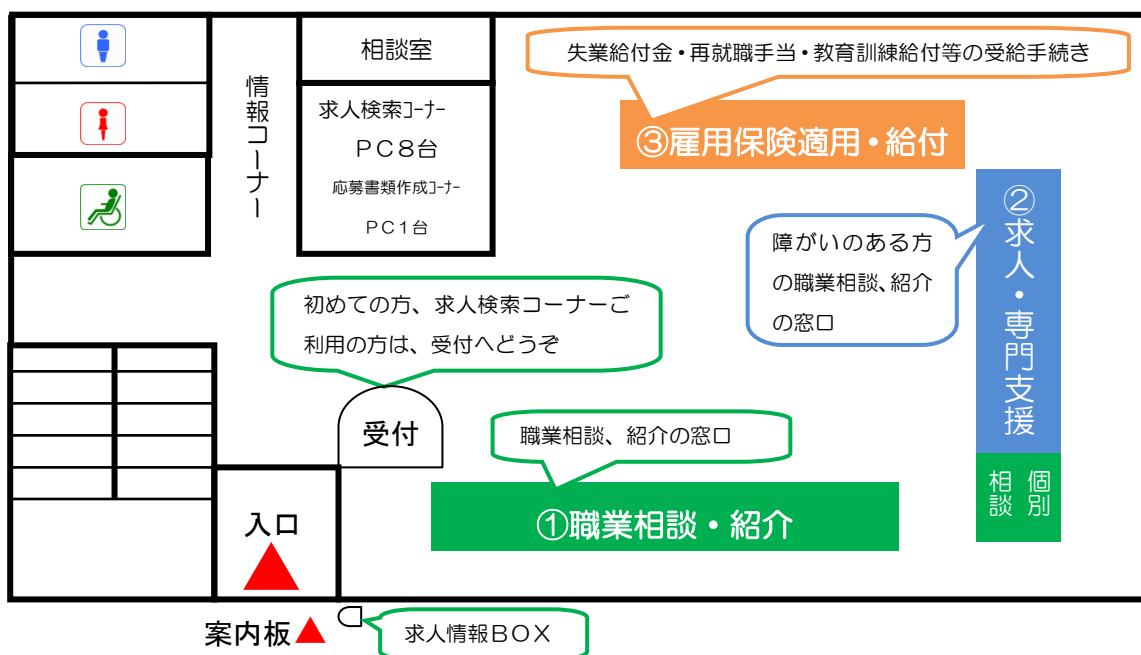 相談室
失業給付金・再就職手当・教育訓練給付等の受給手続き
情報コーナー
求人検索ｺｰﾅｰ
ＰＣ８台
応募書類作成ｺｰﾅｰ
ＰＣ１台
③雇用保険適用・給付
②求人・専門支援
障がいのある方
の職業相談、紹介
の窓口
初めての方、求人検索コーナーご
利用の方は、受付へどうぞ
受付
職業相談、紹介の窓口
個別
相談
①職業相談・紹介
入口
案内板
求人情報ＢＯＸ